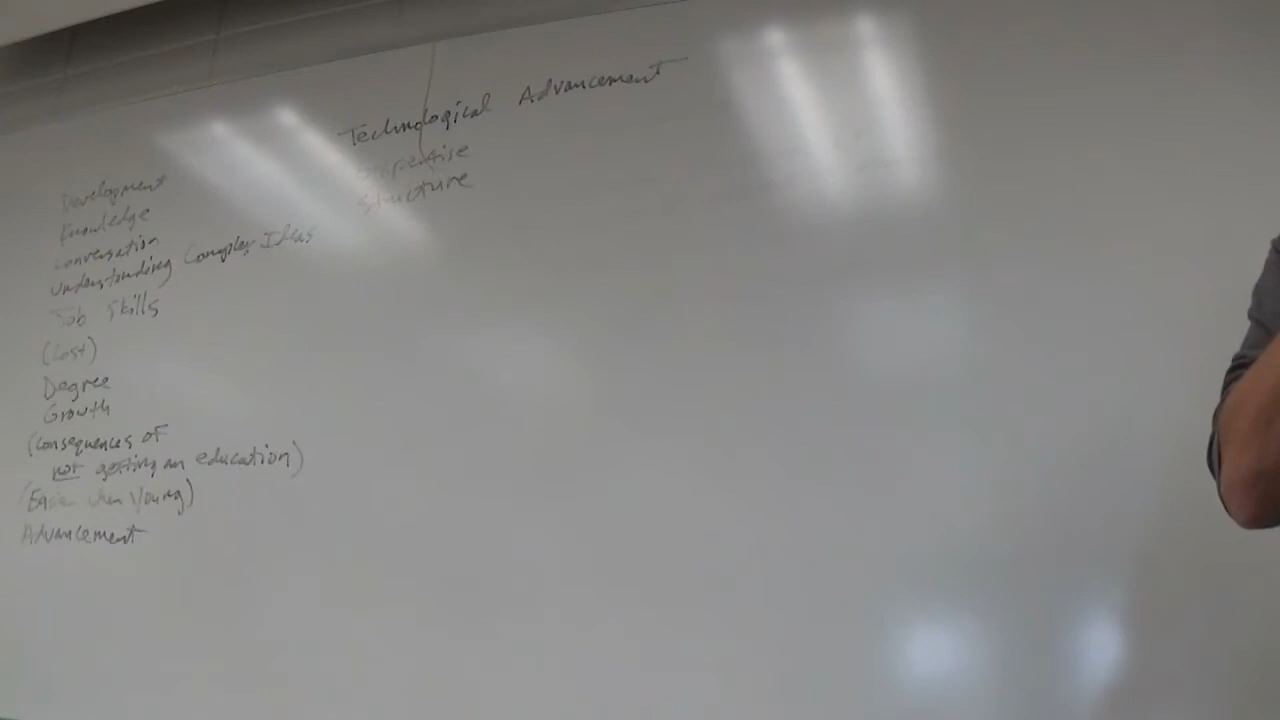 Development
Knowledge
conversation
understanding Complex Ideas
Job Skills
(Cost)
Degree
Growth
(Consequences of
not getting an education)
(Easier when Young)
Advancement
Technological Advancement
Expertise
Structure